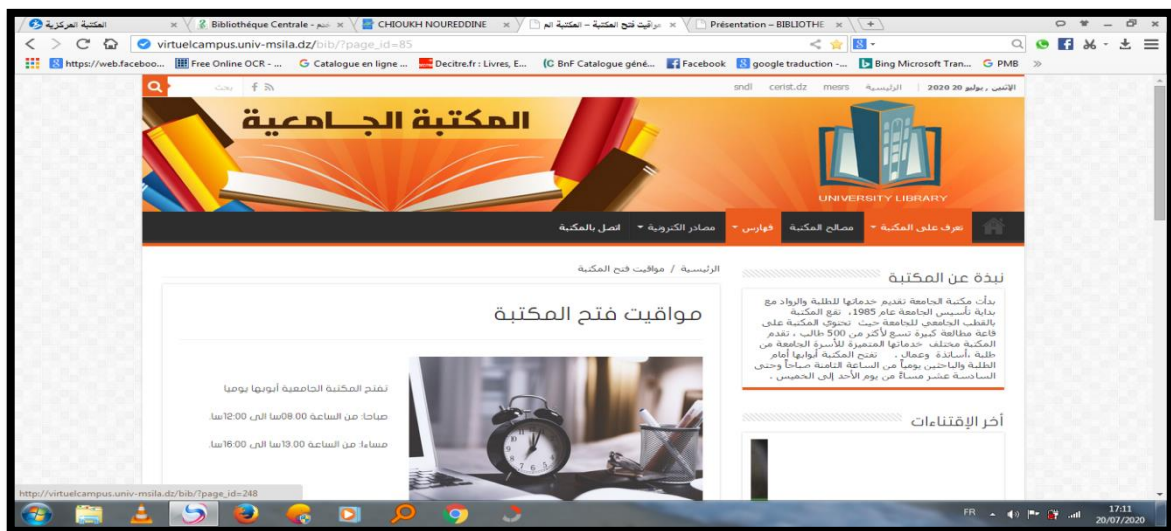 المكتبة المركزية
Bibliothéque Centrale -
CHIOUKH NOUREDDINE
مواقيت فتح المكتبة – المكتبة الم
Présentation – BIBLIOTHE
virtuelcampus.univ-msila.dz/bib/?page_id=85
https://web.faceboo... Free Online OCR - ... Catalogue en ligne ... Decitre.fr : Livres, E... BnF Catalogue géné... Facebook google traduction -... Bing Microsoft Tran... PMB
الإثنين , يوليو 20 2020 | الرئيسية mesrs cerist.dz sndl
بحث
المكتبة الجــامعية
UNIVERSITY LIBRARY
تعرف على المكتبة مصالح المكتبة فهارس مصادر الكترونية اتصل بالمكتبة
الرئيسية / مواقيت فتح المكتبة
مواقيت فتح المكتبة
تفتح المكتبة الجامعية أبوبها يوميا
صباحا: من الساعة 08.00سا الى 12:00سا.
مساءا: من الساعة 13.00سا الى 16:00سا.
نبذة عن المكتبة
بدأت مكتبة الجامعة تقديم خدماتها للطلبة والرواد مع
بداية تأسيس الجامعة عام 1985، تقع المكتبة
بالقطب الجامعي للجامعة حيث تحتوي المكتبة على
قاعة مطالعة كبيرة تسع لأكثر من 500 طالب ، تقدم
المكتبة مختلف خدماتها المتميزة للأسرة الجامعة من
طلبة ،أساتذة وعمال ، تفتح المكتبة أبوابها أمام
الطلبة والباحثين يومياً من الساعة الثامنة صباحاً وحتى
السادسة عشر مساءً من يوم الأحد إلى الخميس .
أخر الإقتناءات
http://virtuelcampus.univ-msila.dz/bib/?page_id=248
FR
17:11
20/07/2020